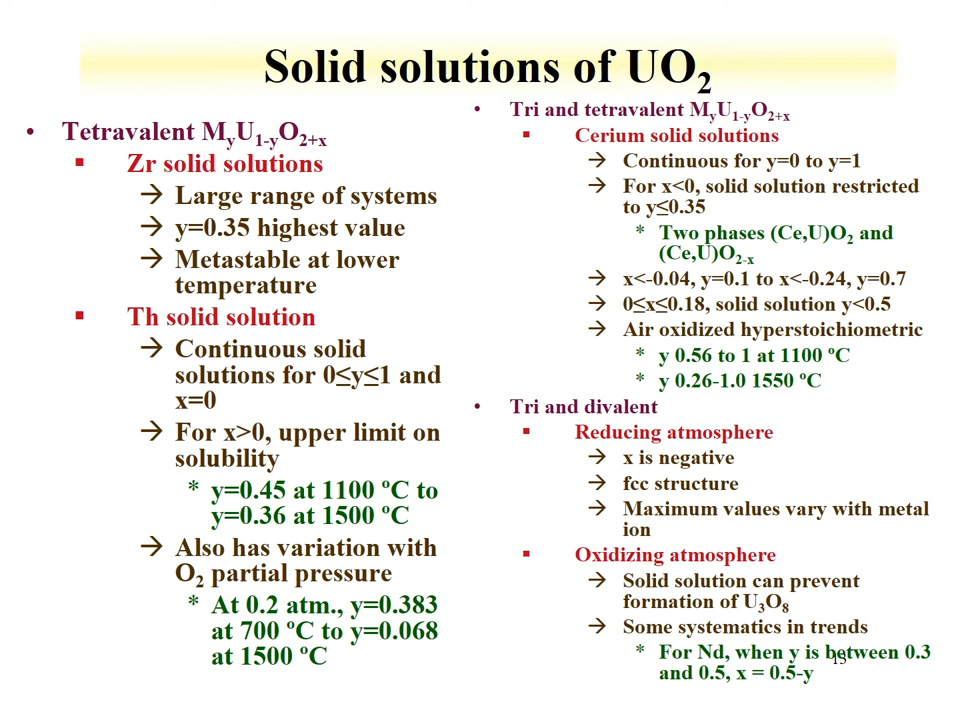 Solid solutions of UO₂
• Tetravalent MᵧU₁₋ᵧO₂₊ₓ
▪ Zr solid solutions
→ Large range of systems
→ y=0.35 highest value
→ Metastable at lower
temperature
▪ Th solid solution
→ Continuous solid
solutions for 0≤y≤1 and
x=0
→ For x>0, upper limit on
solubility
* y=0.45 at 1100 ºC to
y=0.36 at 1500 ºC
→ Also has variation with
O₂ partial pressure
* At 0.2 atm., y=0.383
at 700 ºC to y=0.068
at 1500 ºC
• Tri and tetravalent MᵧU₁₋ᵧO₂₊ₓ
▪ Cerium solid solutions
→ Continuous for y=0 to y=1
→ For x<0, solid solution restricted
to y≤0.35
* Two phases (Ce,U)O₂ and
(Ce,U)O₂₋ₓ
→ x<-0.04, y=0.1 to x<-0.24, y=0.7
→ 0≤x≤0.18, solid solution y<0.5
→ Air oxidized hyperstoichiometric
* y 0.56 to 1 at 1100 ºC
* y 0.26-1.0 1550 ºC
• Tri and divalent
▪ Reducing atmosphere
→ x is negative
→ fcc structure
→ Maximum values vary with metal
ion
▪ Oxidizing atmosphere
→ Solid solution can prevent
formation of U₃O₈
→ Some systematics in trends
* For Nd, when y is between 0.3
and 0.5, x = 0.5-y
15